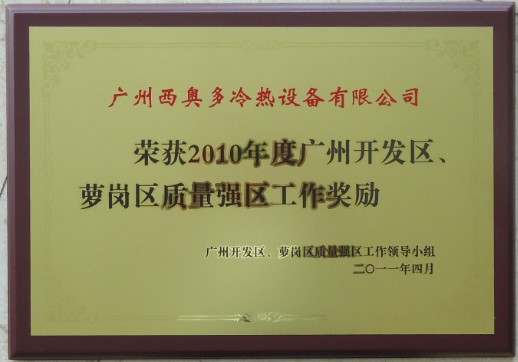 广州西奥多冷热设备有限公司
荣获2010年度广州开发区、
萝岗区质量强区工作奖励
广州开发区、萝岗区质量强区工作领导小组
二〇一一年四月